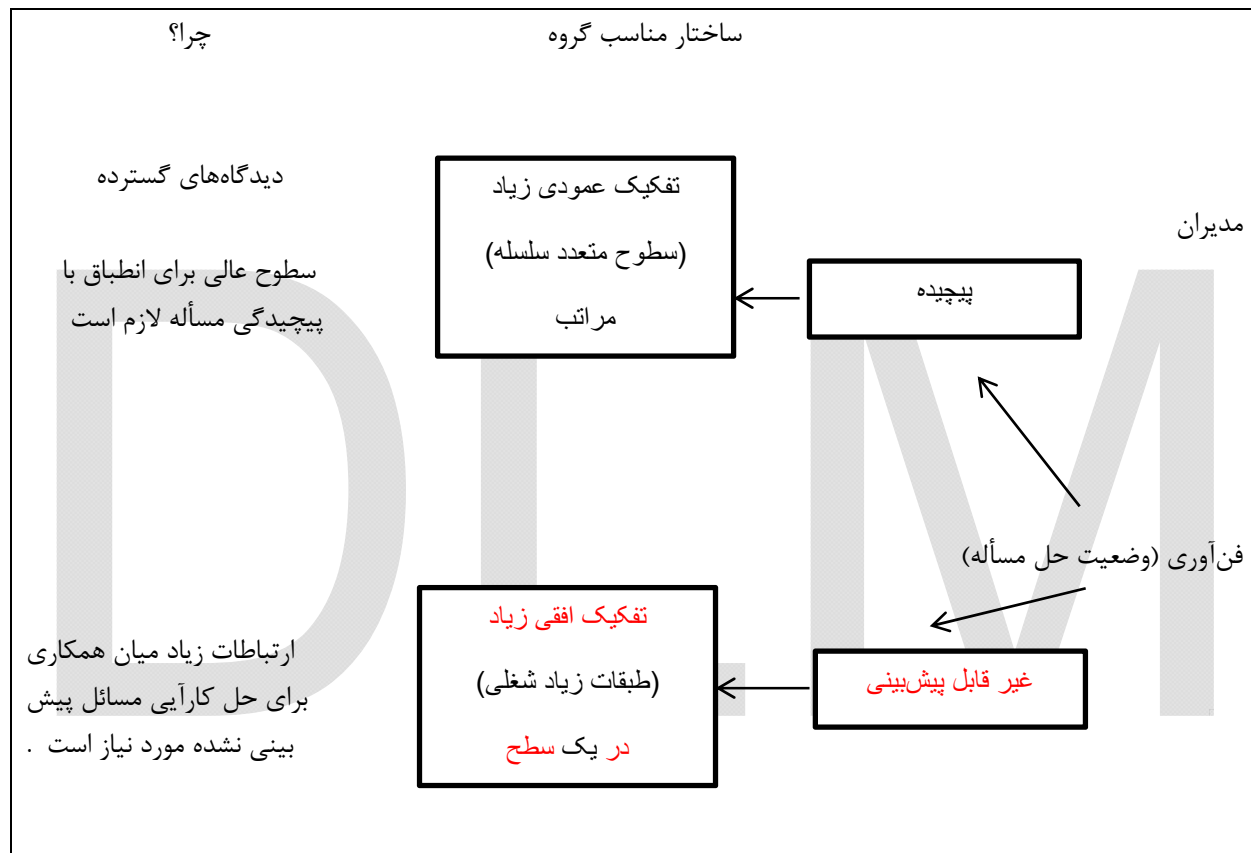 ساختار مناسب گروه
چرا؟
مدیران
پیچیده
تفکیک عمودی زیاد
(سطوح متعدد سلسله
مراتب
دیدگاه‌های گسترده
سطوح عالی برای انطباق با
پیچیدگی مسأله لازم است
فن‌آوری (وضعیت حل مسأله)
غیر قابل پیش‌بینی
تفکیک افقی زیاد
(طبقات زیاد شغلی)
در یک سطح
ارتباطات زیاد میان همکاری
برای حل کارآیی مسائل پیش
بینی نشده مورد نیاز است .
DLM